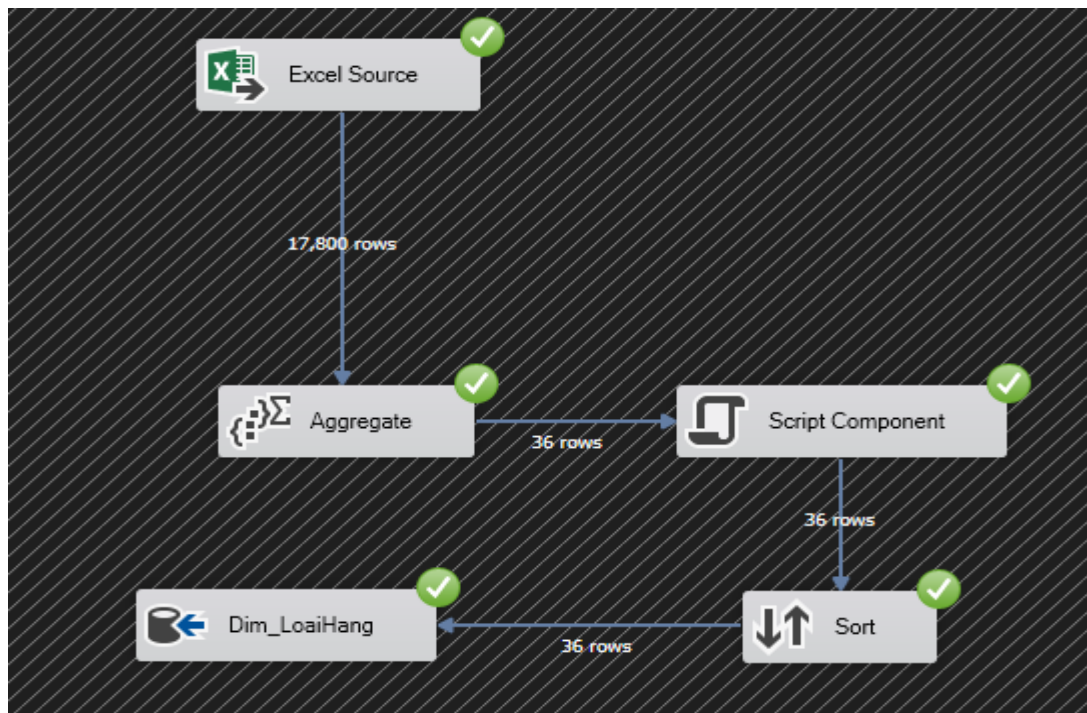 Excel Source
17,800 rows
Aggregate
36 rows
Script Component
36 rows
Sort
36 rows
Dim_LoaiHang